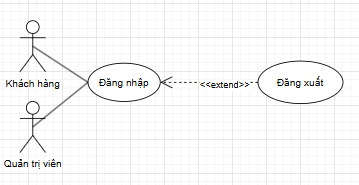 Khách hàng
Đăng nhập
<<extend>>
Đăng xuất
Quản trị viên